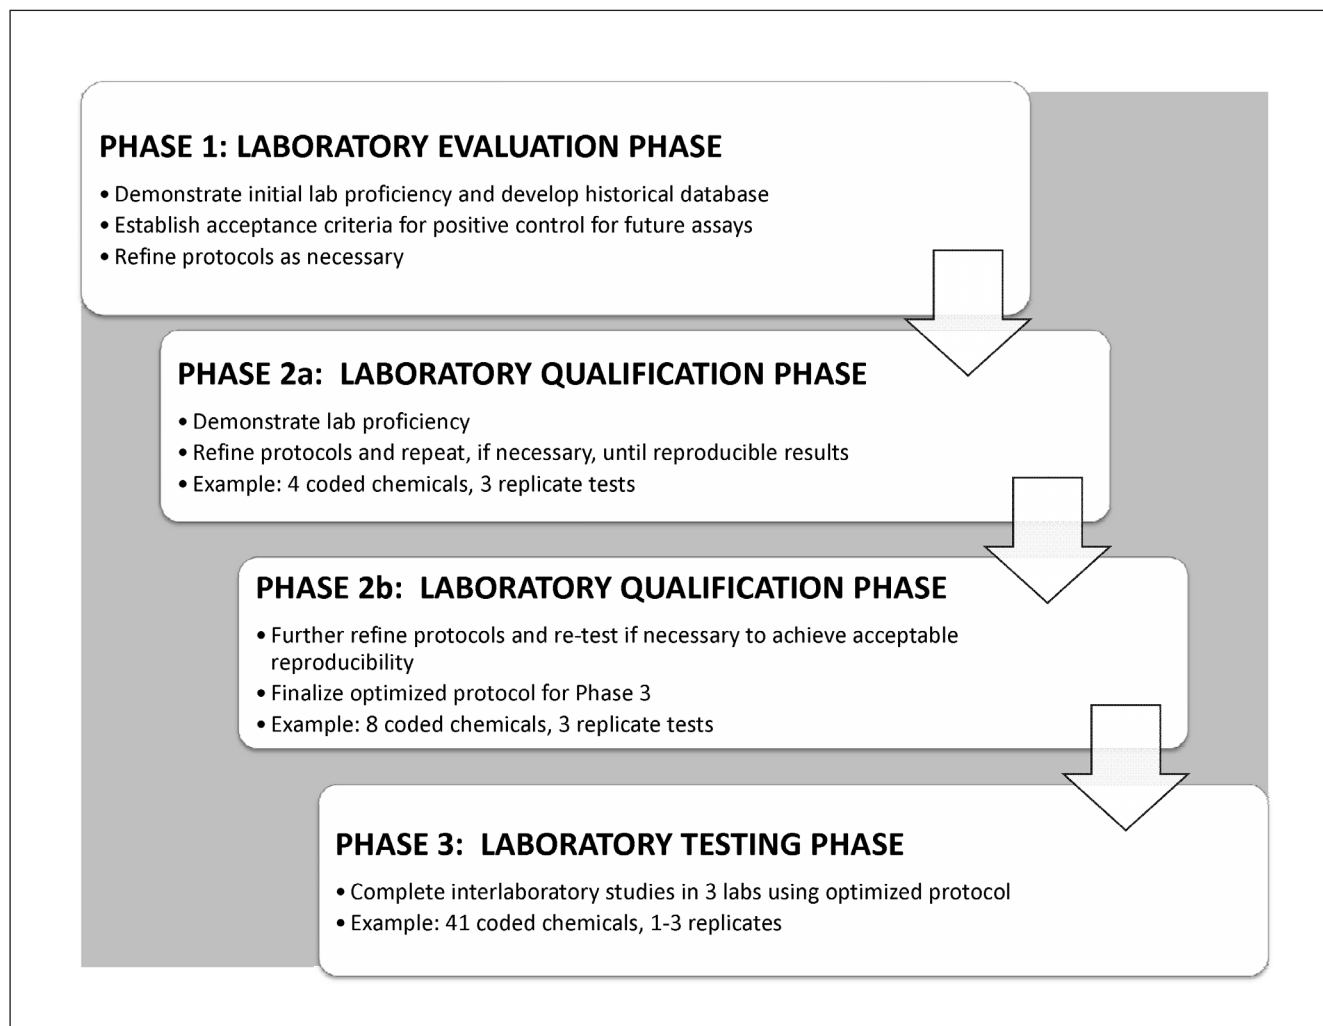 PHASE 1: LABORATORY EVALUATION PHASE
• Demonstrate initial lab proficiency and develop historical database
• Establish acceptance criteria for positive control for future assays
• Refine protocols as necessary
PHASE 2a: LABORATORY QUALIFICATION PHASE
• Demonstrate lab proficiency
• Refine protocols and repeat, if necessary, until reproducible results
• Example: 4 coded chemicals, 3 replicate tests
PHASE 2b: LABORATORY QUALIFICATION PHASE
• Further refine protocols and re-test if necessary to achieve acceptable
reproducibility
• Finalize optimized protocol for Phase 3
• Example: 8 coded chemicals, 3 replicate tests
PHASE 3: LABORATORY TESTING PHASE
• Complete interlaboratory studies in 3 labs using optimized protocol
• Example: 41 coded chemicals, 1-3 replicates